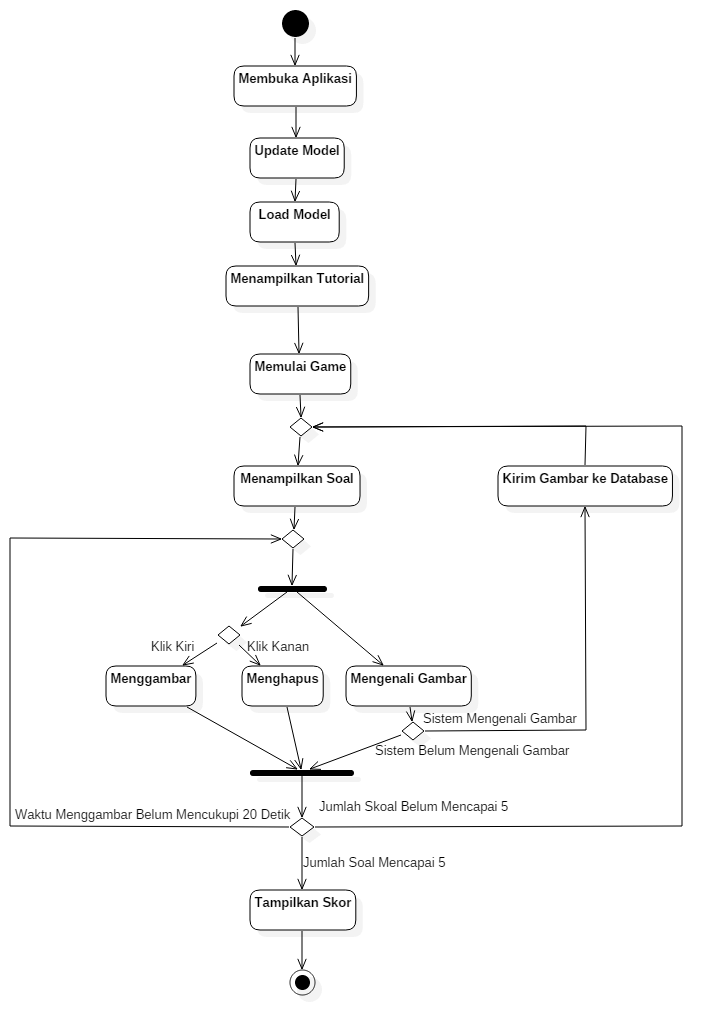 Membuka Aplikasi
Update Model
Load Model
Menampilkan Tutorial
Memulai Game
Menampilkan Soal
Kirim Gambar ke Database
Klik Kiri
Klik Kanan
Menggambar
Menghapus
Mengenali Gambar
Sistem Mengenali Gambar
Sistem Belum Mengenali Gambar
Jumlah Skoal Belum Mencapai 5
Waktu Menggambar Belum Mencukupi 20 Detik
Jumlah Soal Mencapai 5
Tampilkan Skor